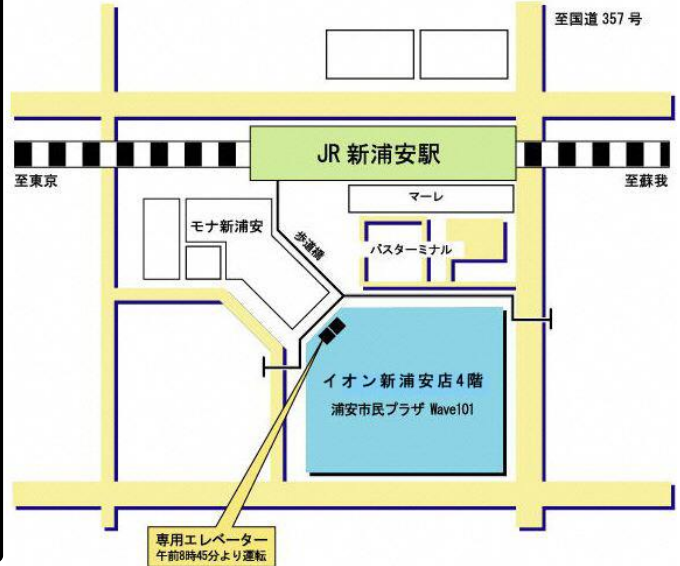 至国道 357 号
JR 新浦安駅
至東京
至蘇我
マーレ
モナ新浦安
歩道橋
バスターミナル
イオン新浦安店4階
浦安市民プラザ Wave101
専用エレベーター
午前8時45分より運転